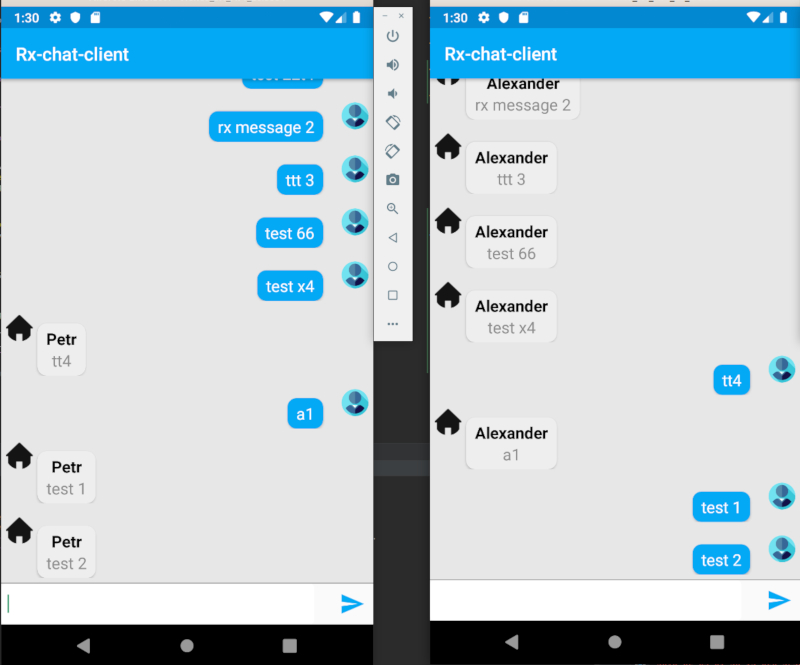 1:30
Rx-chat-client
rx message 2
ttt 3
test 66
test x4
Petr
tt4
a1
Petr
test 1
Petr
test 2
1:30
Rx-chat-client
Alexander
rx message 2
Alexander
ttt 3
Alexander
test 66
Alexander
test x4
tt4
Alexander
a1
test 1
test 2